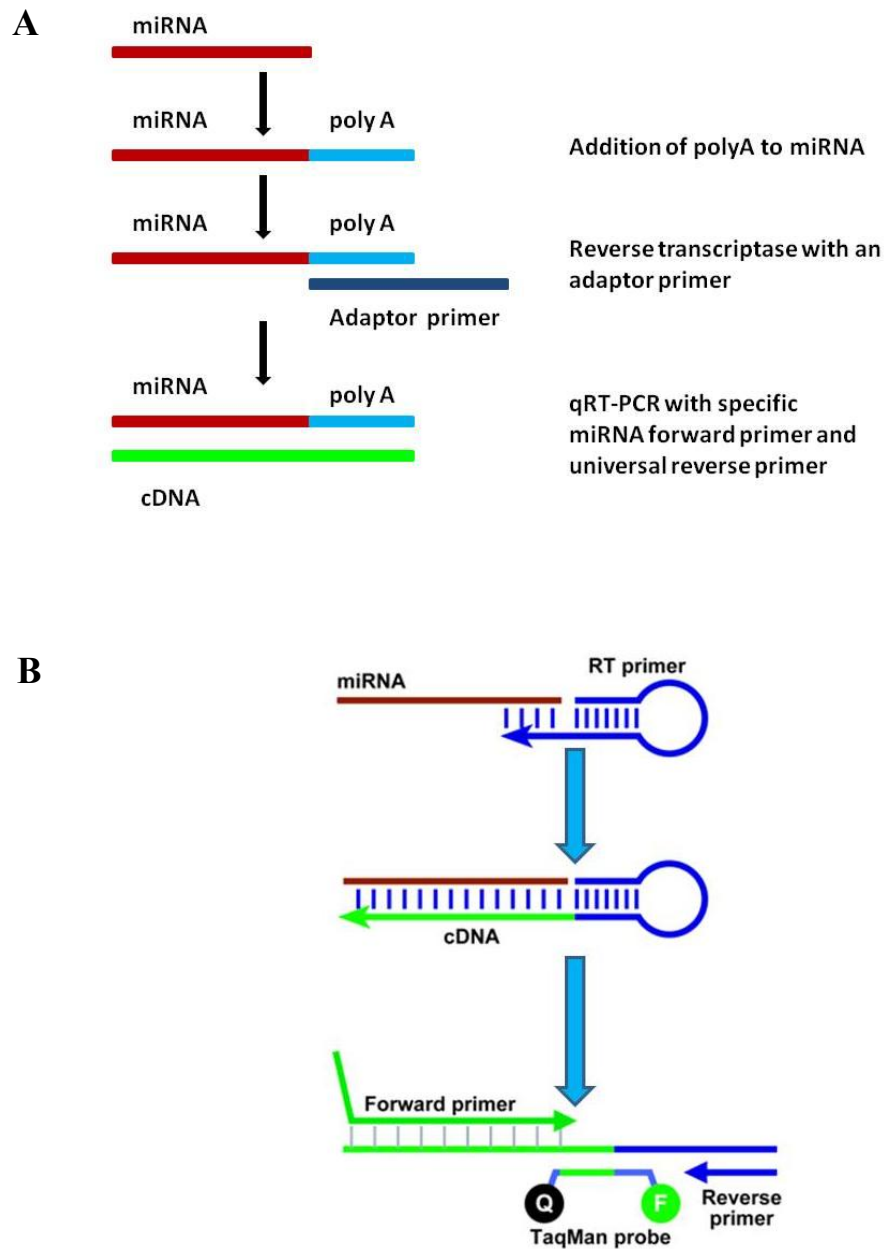 A
miRNA
miRNA poly A
Addition of polyA to miRNA
miRNA poly A
Reverse transcriptase with an
adaptor primer
Adaptor primer
miRNA poly A
qRT-PCR with specific
miRNA forward primer and
universal reverse primer
cDNA
B
miRNA
RT primer
cDNA
Forward primer
Q
F
TaqMan probe
Reverse
primer